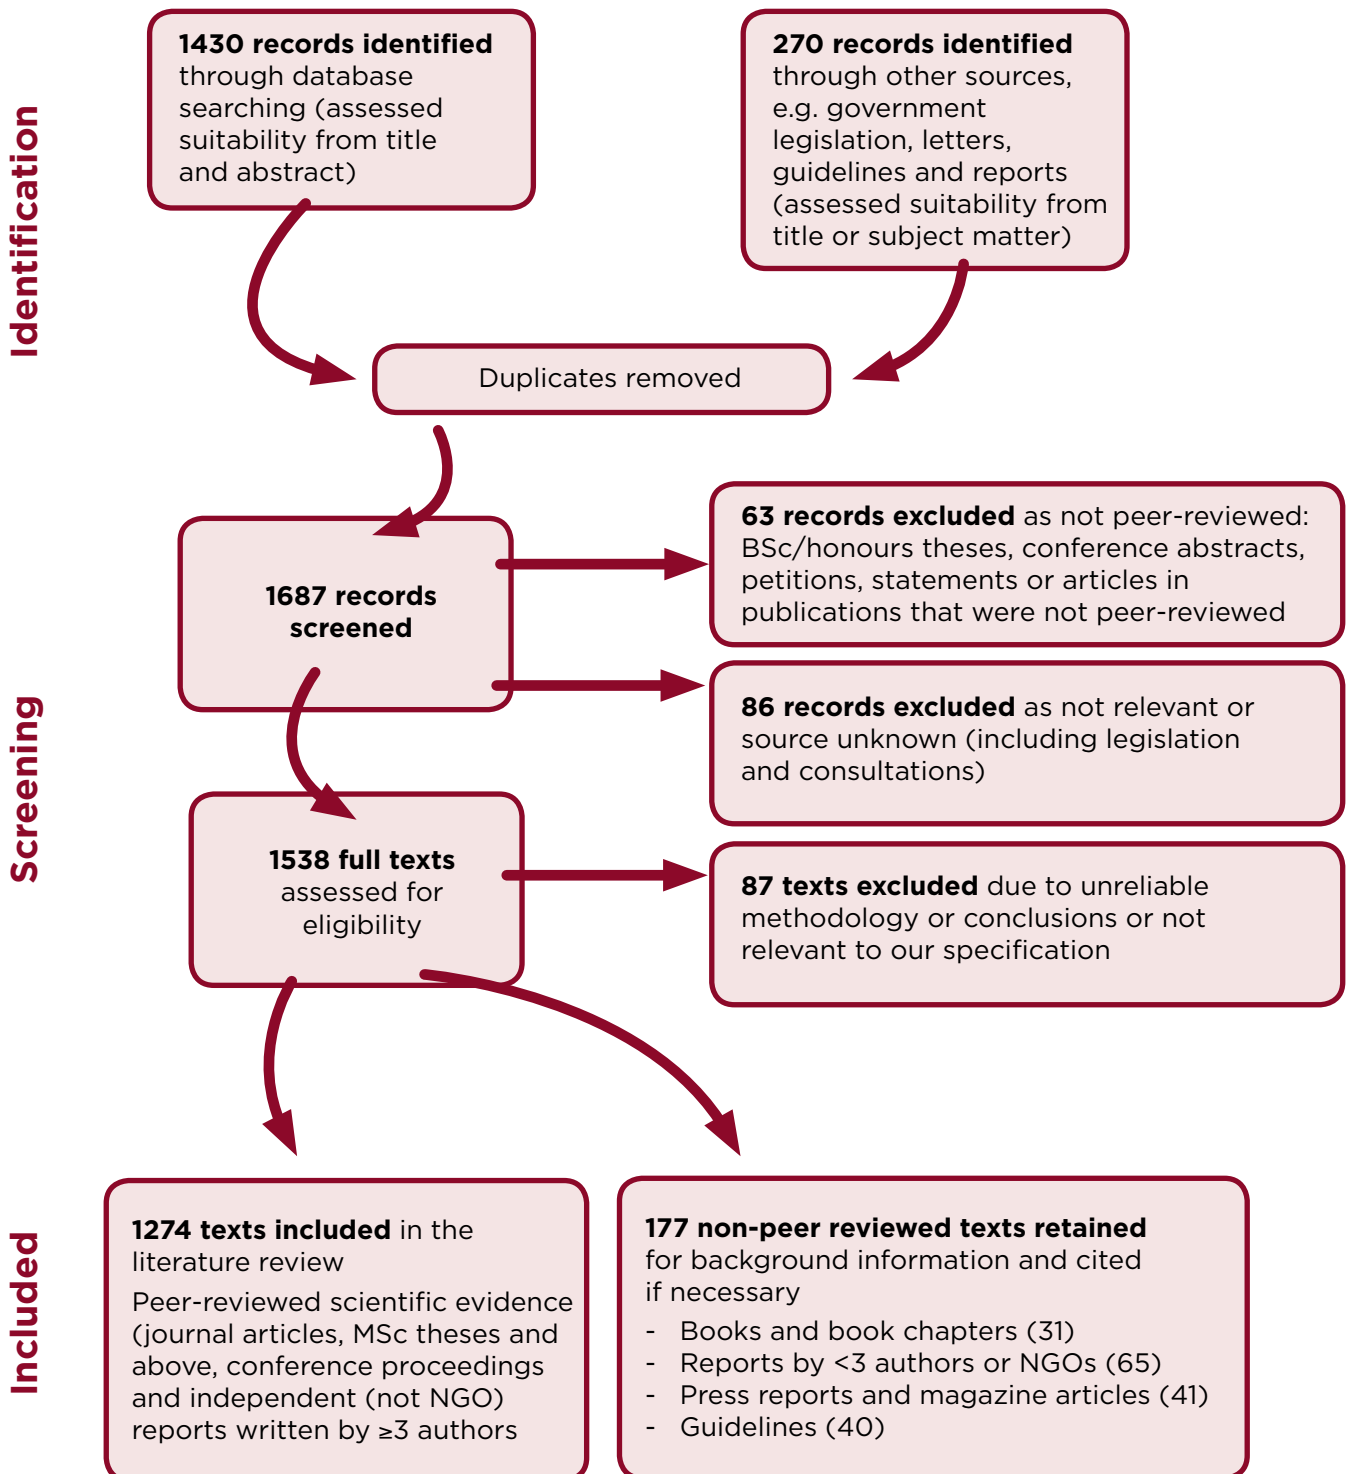 Identification
1430 records identified
through database
searching (assessed
suitability from title
and abstract)
270 records identified
through other sources,
e.g. government
legislation, letters,
guidelines and reports
(assessed suitability from
title or subject matter)
Duplicates removed
Screening
1687 records
screened
63 records excluded as not peer-reviewed:
BSc/honours theses, conference abstracts,
petitions, statements or articles in
publications that were not peer-reviewed
86 records excluded as not relevant or
source unknown (including legislation
and consultations)
1538 full texts
assessed for
eligibility
87 texts excluded due to unreliable
methodology or conclusions or not
relevant to our specification
Included
1274 texts included in the
literature review
Peer-reviewed scientific evidence
(journal articles, MSc theses and
above, conference proceedings
and independent (not NGO)
reports written by ≥3 authors
177 non-peer reviewed texts retained
for background information and cited
if necessary
- Books and book chapters (31)
- Reports by <3 authors or NGOs (65)
- Press reports and magazine articles (41)
- Guidelines (40)